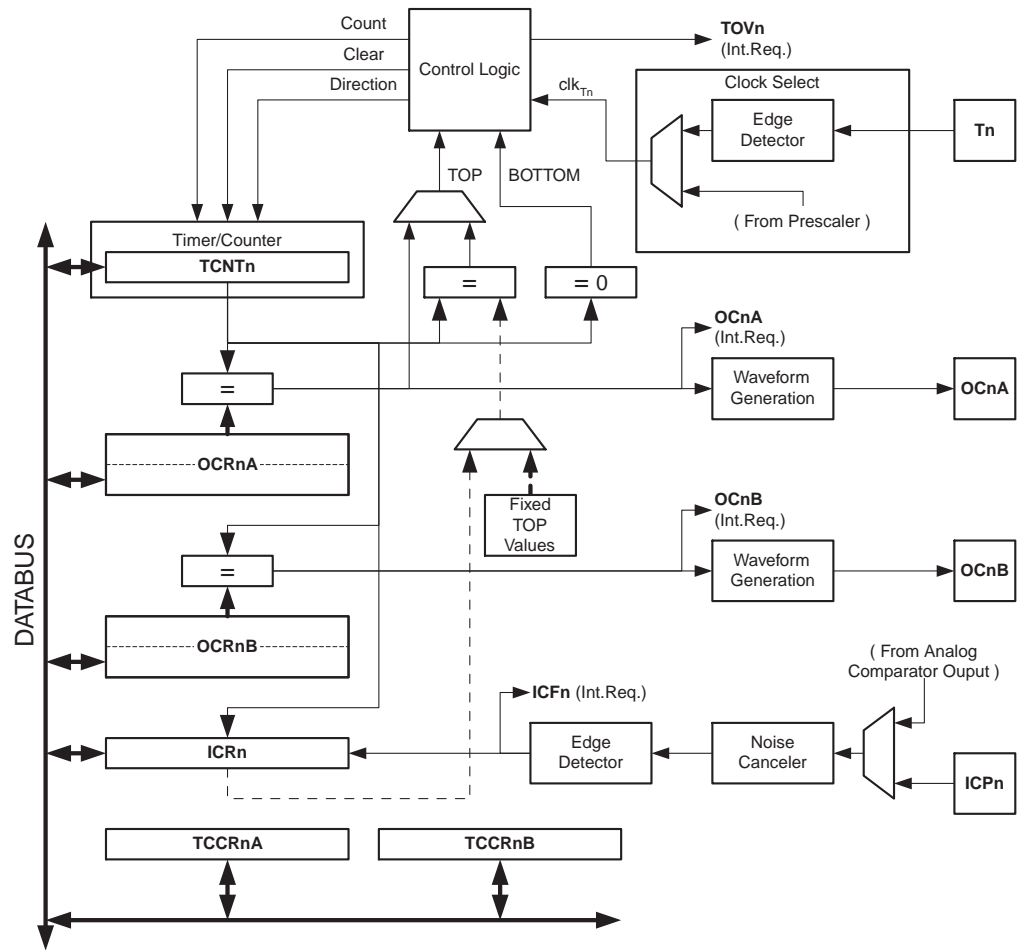 Count
Clear
Direction
Control Logic
TOVn
(Int.Req.)
clkTn
Clock Select
Edge
Detector
Tn
( From Prescaler )
TOP
BOTTOM
Timer/Counter
TCNTn
=
= 0
OCnA
(Int.Req.)
=
Waveform
Generation
OCnA
OCRnA
Fixed
TOP
Values
OCnB
(Int.Req.)
=
Waveform
Generation
OCnB
OCRnB
DATABUS
( From Analog
Comparator Ouput )
ICFn (Int.Req.)
ICRn
Edge
Detector
Noise
Canceler
ICPn
TCCRnA
TCCRnB